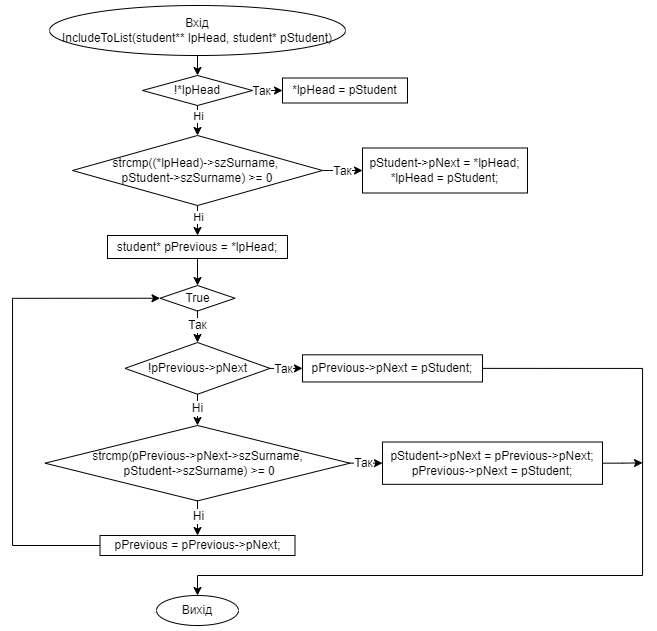 Вхід
IncludeToList(student** lpHead, student* pStudent)
!*lpHead
Так
*lpHead = pStudent
Ні
strcmp((*lpHead)->szSurname,
pStudent->szSurname) >= 0
Так
pStudent->pNext = *lpHead;
*lpHead = pStudent;
Ні
student* pPrevious = *lpHead;
True
Так
!pPrevious->pNext
Так
pPrevious->pNext = pStudent;
Ні
strcmp(pPrevious->pNext->szSurname,
pStudent->szSurname) >= 0
Так
pStudent->pNext = pPrevious->pNext;
pPrevious->pNext = pStudent;
Ні
pPrevious = pPrevious->pNext;
Вихід